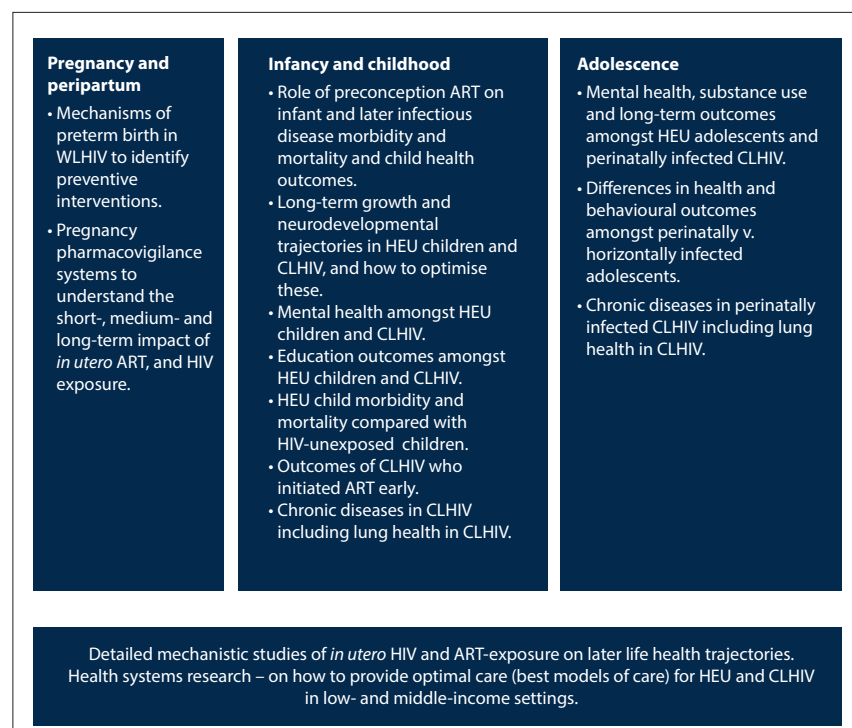 Pregnancy and
peripartum
• Mechanisms of
preterm birth in
WLHIV to identify
preventive
interventions.
• Pregnancy
pharmacovigilance
systems to
understand the
short-, medium- and
long-term impact of
in utero ART, and HIV
exposure.
Infancy and childhood
• Role of preconception ART on
infant and later infectious
disease morbidity and
mortality and child health
outcomes.
• Long-term growth and
neurodevelopmental
trajectories in HEU children and
CLHIV, and how to optimise
these.
• Mental health amongst HEU
children and CLHIV.
• Education outcomes amongst
HEU children and CLHIV.
• HEU child morbidity and
mortality compared with
HIV-unexposed children.
• Outcomes of CLHIV who
initiated ART early.
• Chronic diseases in CLHIV
including lung health in CLHIV.
Adolescence
• Mental health, substance use
and long-term outcomes
amongst HEU adolescents and
perinatally infected CLHIV.
• Differences in health and
behavioural outcomes
amongst perinatally v.
horizontally infected
adolescents.
• Chronic diseases in perinatally
infected CLHIV including lung
health in CLHIV.
Detailed mechanistic studies of in utero HIV and ART-exposure on later life health trajectories.
Health systems research – on how to provide optimal care (best models of care) for HEU and CLHIV
in low- and middle-income settings.